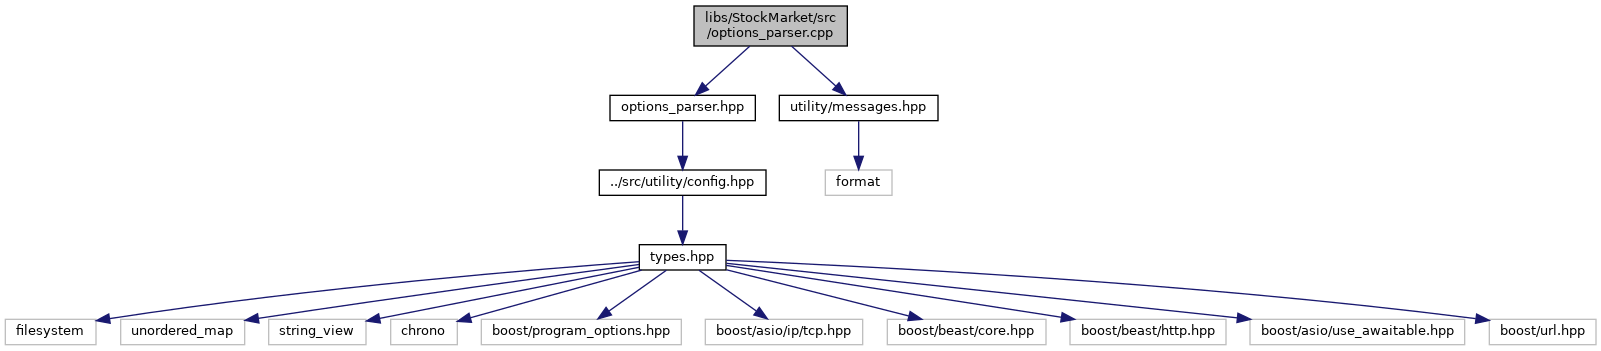 libs/StockMarket/src
/options_parser.cpp
options_parser.hpp
utility/messages.hpp
../src/utility/config.hpp
format
types.hpp
filesystem
unordered_map
string_view
chrono
boost/program_options.hpp
boost/asio/ip/tcp.hpp
boost/beast/core.hpp
boost/beast/http.hpp
boost/asio/use_awaitable.hpp
boost/url.hpp